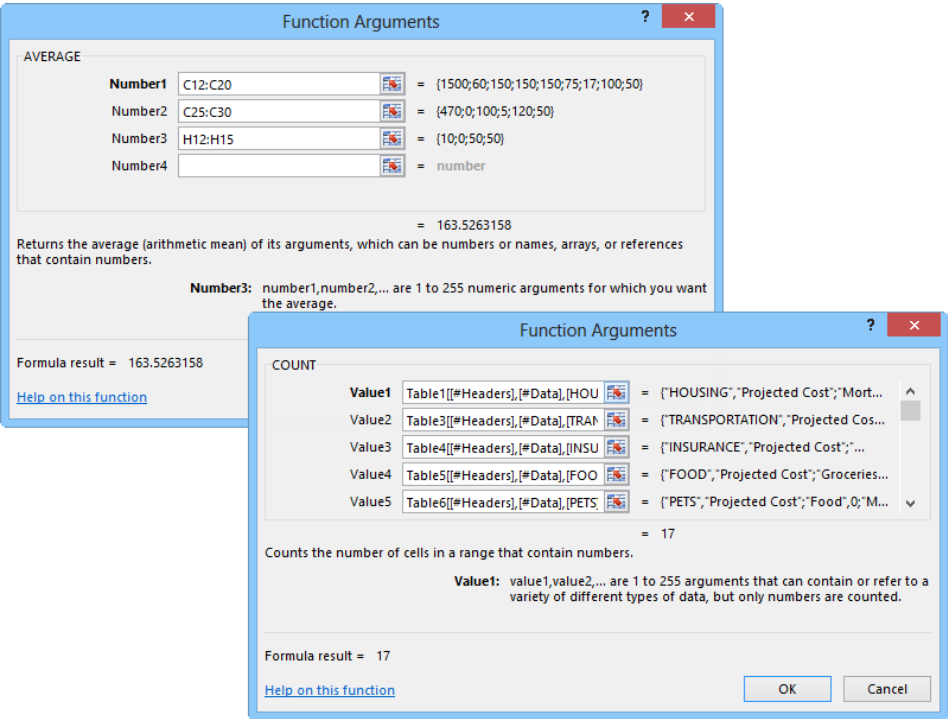 Function Arguments ? ×
AVERAGE
Number1 C12:C20 = {1500;60;150;150;150;75;17;100;50}
Number2 C25:C30 = {470;0;100;5;120;50}
Number3 H12:H15 = {10;0;50;50}
Number4 = number
= 163.5263158
Returns the average (arithmetic mean) of its arguments, which can be numbers or names, arrays, or references
that contain numbers.
Number3: number1,number2,... are 1 to 255 numeric arguments for which you want
the average.
Formula result = 163.5263158
Help on this function
Function Arguments ? ×
COUNT
Value1 Table1[[#Headers],[#Data],[HOU = {"HOUSING","Projected Cost";"Mort...
Value2 Table3[[#Headers],[#Data],[TRAN = {"TRANSPORTATION","Projected Cos...
Value3 Table4[[#Headers],[#Data],[INSU = {"INSURANCE","Projected Cost";"...
Value4 Table5[[#Headers],[#Data],[FOO = {"FOOD","Projected Cost";"Groceries...
Value5 Table6[[#Headers],[#Data],[PETS] = {"PETS","Projected Cost";"Food",0;"M...
= 17
Counts the number of cells in a range that contain numbers.
Value1: value1,value2,... are 1 to 255 arguments that can contain or refer to a
variety of different types of data, but only numbers are counted.
Formula result = 17
Help on this function
OK Cancel